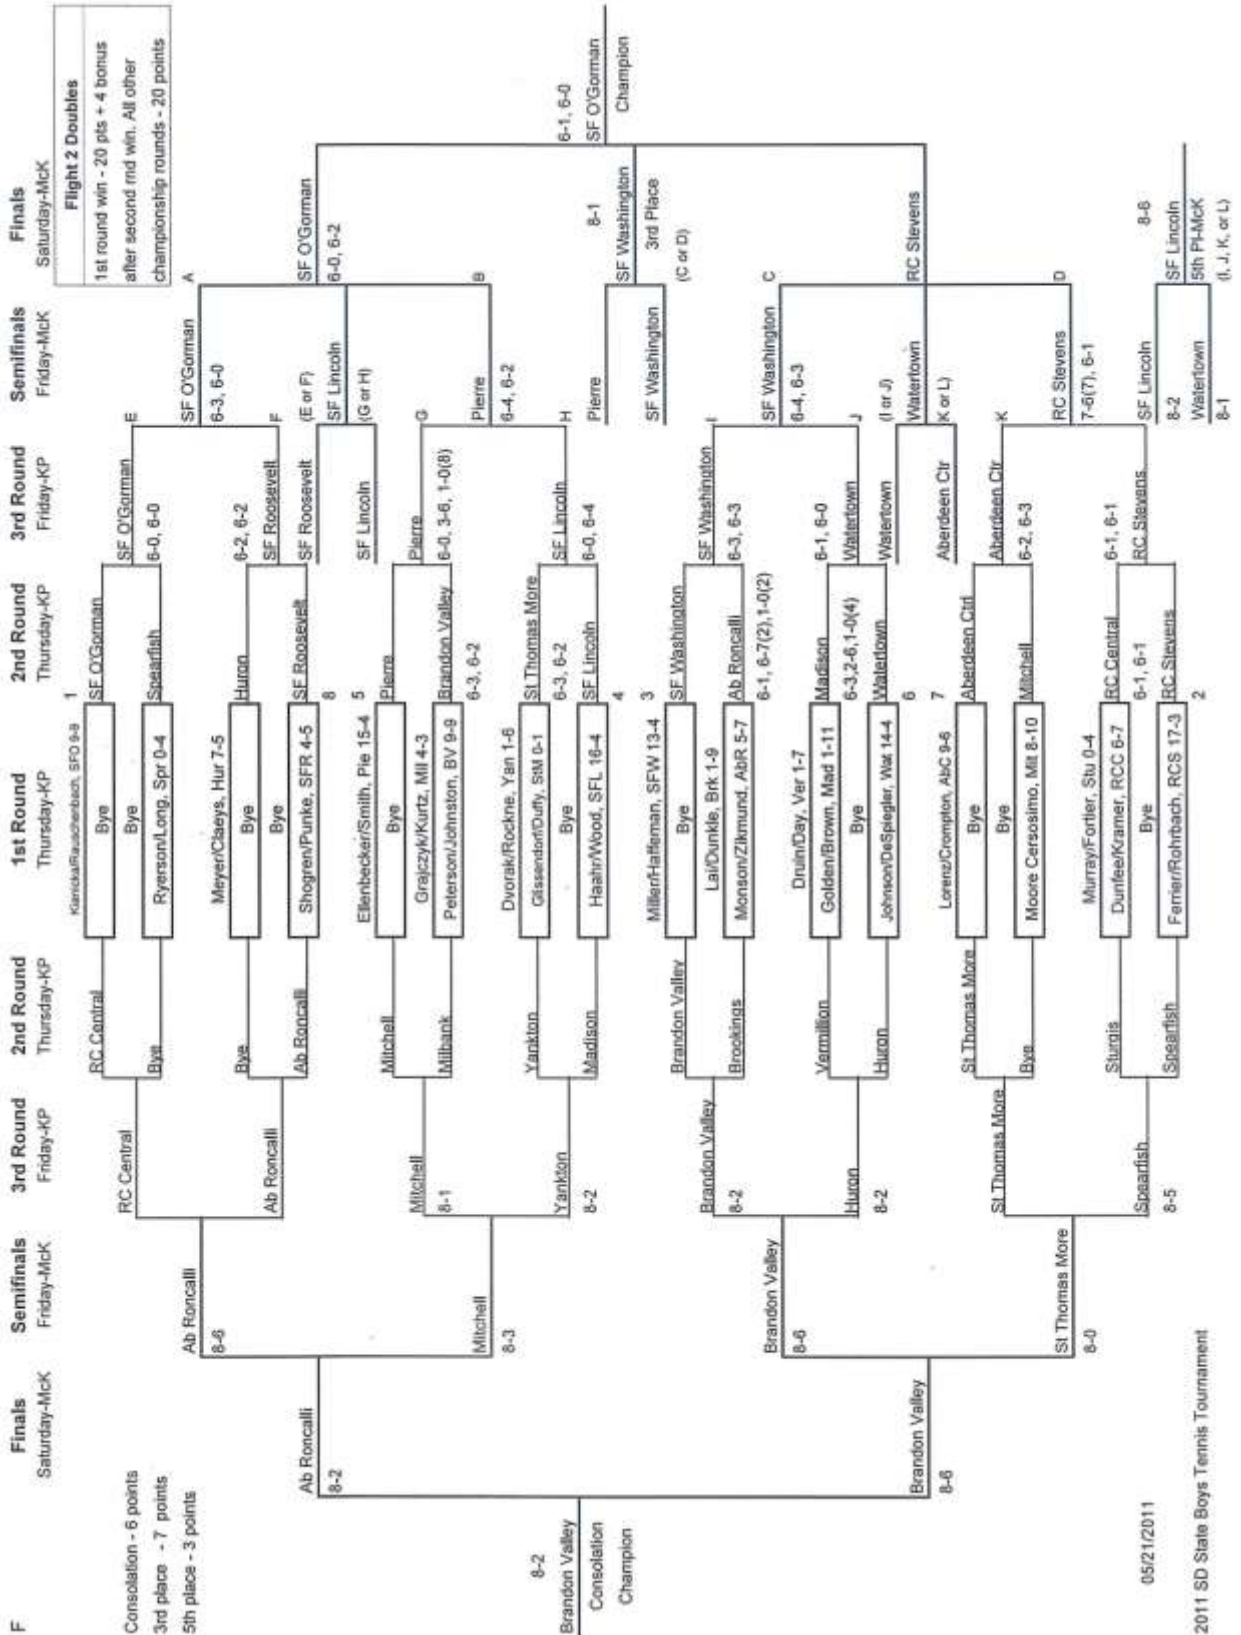 F
Finals
Saturday-McK
Semifinals
Friday-McK
3rd Round
Friday-KP
2nd Round
Thursday-KP
1st Round
Thursday-KP
2nd Round
Thursday-KP
3rd Round
Friday-KP
Semifinals
Friday-McK
Finals
Saturday-McK
Flight 2 Doubles
1st round win - 20 pts + 4 bonus
after second rnd win. All other
championship rounds - 20 points
Consolation - 6 points
3rd place - 7 points
5th place - 3 points
8-2
Brandon Valley
Consolation
Champion
Ab Roncalli
8-2
Brandon Valley
8-6
Ab Roncalli
8-6
Mitchell
8-3
Brandon Valley
8-6
St Thomas More
8-0
RC Central
Ab Roncalli
Mitchell
8-1
Yankton
8-2
Brandon Valley
8-2
Huron
8-2
St Thomas More
Spearfish
8-5
RC Central
Bye
Bye
Ab Roncalli
Mitchell
Milbank
Yankton
Madison
Brandon Valley
Brookings
Vermillion
Huron
St Thomas More
Bye
Sturgis
Spearfish
SFO 9-9
1
Bye
Bye
Ryerson/Long, Spr 0-4
Meyer/Claeys, Hur 7-5
Bye
Bye
Shogren/Punke, SFR 4-5
8
5
Ellenbecker/Smith, Pie 15-4
Bye
Grajczyk/Kurtz, Mil 4-3
Peterson/Johnston, BV 9-9
Dvorak/Rockne, Yan 1-6
Glissendorf/Duffy, StM 0-1
Bye
Haahr/Wood, SFL 16-4
4
3
Miller/Haffeman, SFW 13-4
Bye
Lai/Dunkle, Brk 1-9
Monson/Zikmund, AbR 5-7
Druin/Day, Ver 1-7
Golden/Brown, Mad 1-11
Bye
Johnson/DeSpiegler, Wat 14-4
6
7
Lorenz/Crompton, AbC 9-6
Bye
Bye
Moore Cersosimo, Mit 8-10
Murray/Fortier, Stu 0-4
Dunfee/Kramer, RCC 6-7
Bye
Ferrier/Rohrbach, RCS 17-3
2
SF O'Gorman
Spearfish
Huron
SF Roosevelt
Pierre
Brandon Valley
6-3, 6-2
St Thomas More
6-3, 6-2
SF Lincoln
SF Washington
Ab Roncalli
6-1, 6-7(2),1-0(2)
Madison
6-3,2-6,1-0(4)
Watertown
Aberdeen Ctrl
Mitchell
RC Central
6-1, 6-1
RC Stevens
SF O'Gorman
6-0, 6-0
6-2, 6-2
SF Roosevelt
SF Roosevelt
SF Lincoln
Pierre
6-0, 3-6, 1-0(8)
SF Lincoln
6-0, 6-4
SF Washington
6-3, 6-3
6-1, 6-0
Watertown
Watertown
Aberdeen Ctr
Aberdeen Ctr
6-2, 6-3
6-1, 6-1
RC Stevens
E
SF O'Gorman
6-3, 6-0
F
(E or F)
SF Lincoln
(G or H)
G
Pierre
6-4, 6-2
H
Pierre
SF Washington
I
SF Washington
6-4, 6-3
J
(I or J)
Watertown
K or L)
K
RC Stevens
7-6(7), 6-1
SF Lincoln
8-2
Watertown
8-1
A
SF O'Gorman
6-0, 6-2
B
8-1
SF Washington
3rd Place
(C or D)
C
RC Stevens
D
8-6
SF Lincoln
5th Pl-McK
(I, J, K, or L)
6-1, 6-0
SF O'Gorman
Champion
05/21/2011
2011 SD State Boys Tennis Tournament